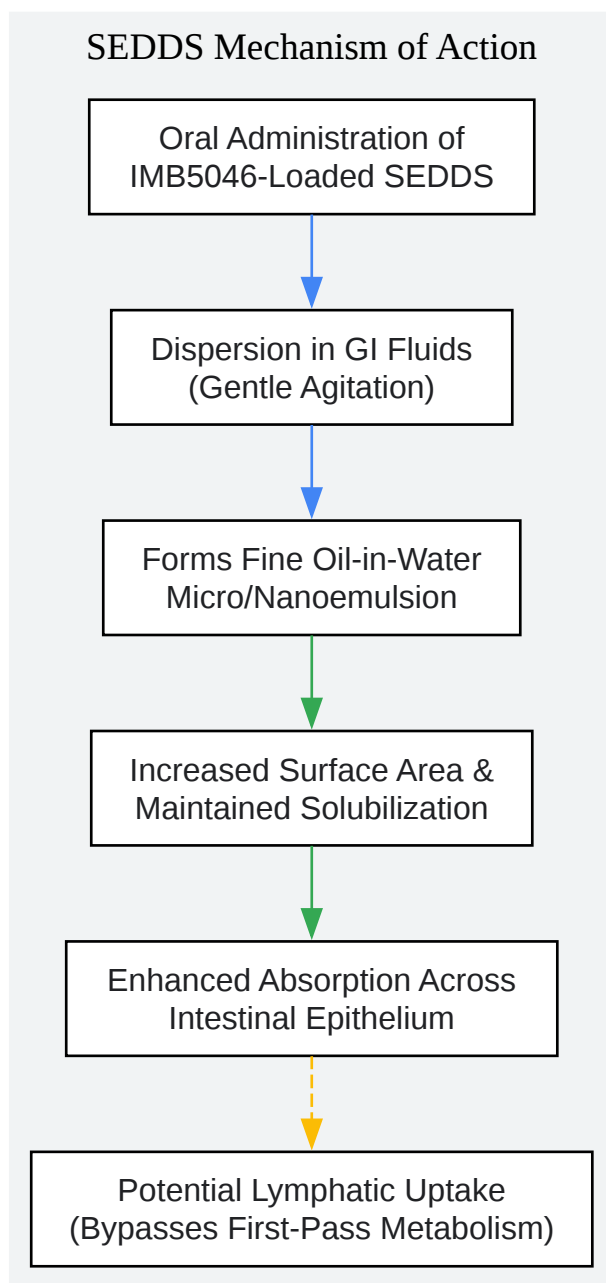 SEDDS Mechanism of Action
Oral Administration of
IMB5046-Loaded SEDDS
Dispersion in GI Fluids
(Gentle Agitation)
Forms Fine Oil-in-Water
Micro/Nanoemulsion
Increased Surface Area &
Maintained Solubilization
Enhanced Absorption Across
Intestinal Epithelium
Potential Lymphatic Uptake
(Bypasses First-Pass Metabolism)